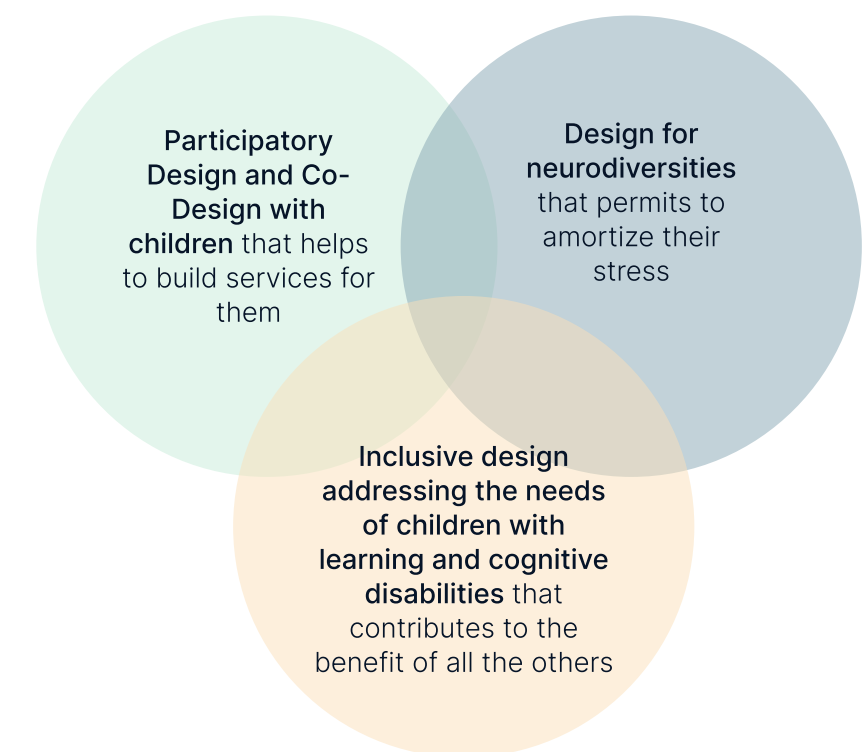 Participatory
Design and Co-
Design with
children that helps
to build services for
them
Design for
neurodiversities
that permits to
amortize their
stress
Inclusive design
addressing the needs
of children with
learning and cognitive
disabilities that
contributes to the
benefit of all the others